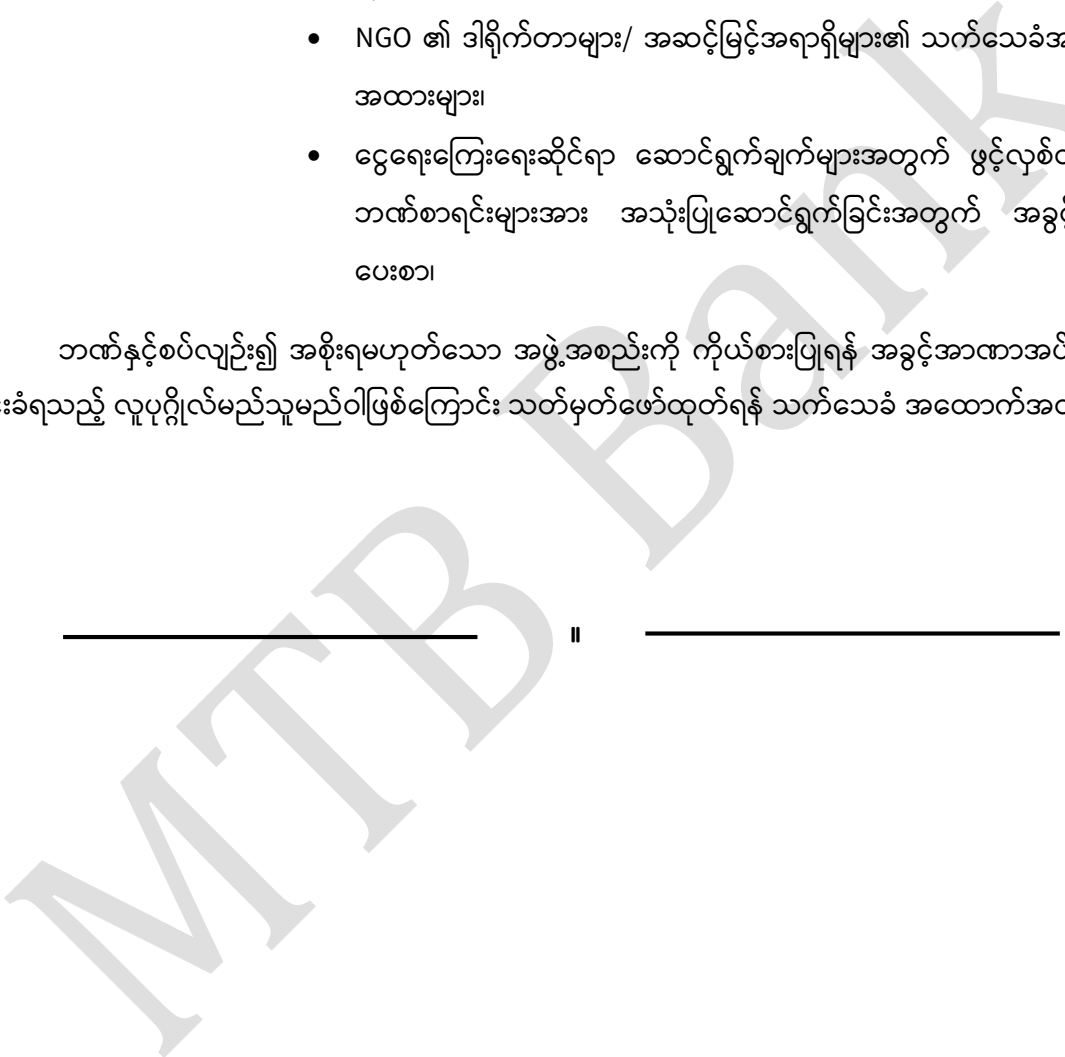 NGO ၏ ဒါရိုက်တာများ/ အဆင့်မြင့်အရာရှိများ၏ သက်သေခံအ
အထားများ၊
ငွေရေးကြေးရေးဆိုင်ရာ ဆောင်ရွက်ချက်များအတွက် ဖွင့်လှစ်
ဘဏ်စာရင်းများအား အသုံးပြုဆောင်ရွက်ခြင်းအတွက် အခွင့်
ပေးစာ၊
ဘဏ်နှင့်စပ်လျဉ်း၍ အစိုးရမဟုတ်သော အဖွဲ့အစည်းကို ကိုယ်စားပြုရန် အခွင့်အာဏာအပ်
းခံရသည့် လူပုဂ္ဂိုလ်မည်သူမည်ဝါဖြစ်ကြောင်း သတ်မှတ်ဖော်ထုတ်ရန် သက်သေခံ အထောက်အ
။
MTB Bank